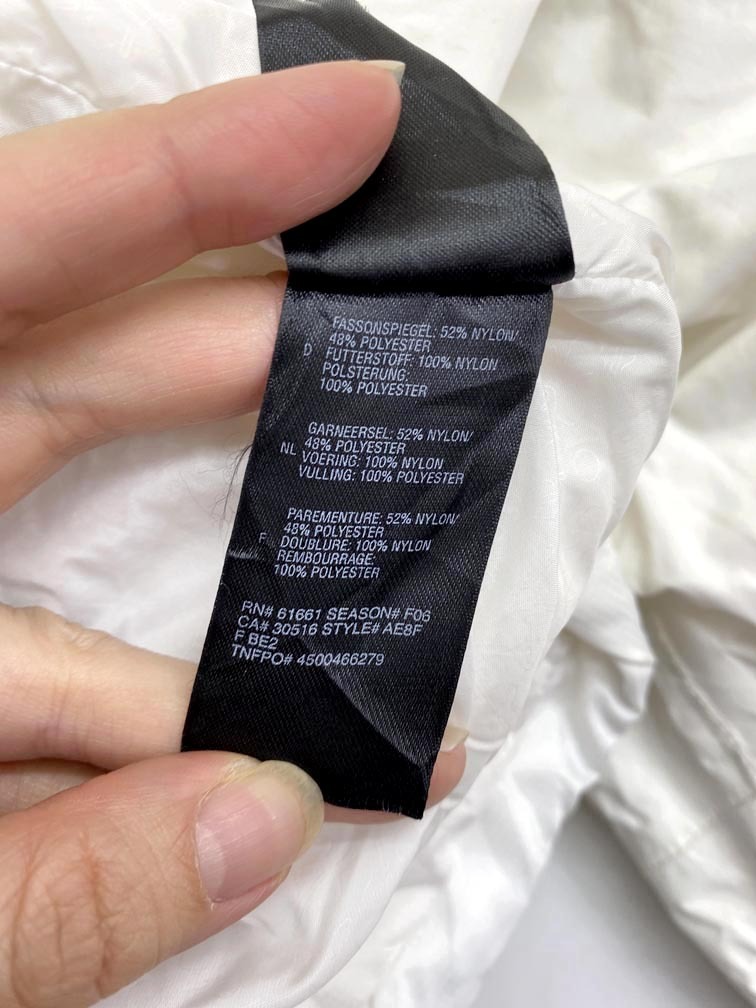 FASSONSPIEGEL: 52% NYLON/
48% POLYESTER
D FUTTERSTOFF: 100% NYLON
POLSTERUNG:
100% POLYESTER
GARNEERSEL: 52% NYLON/
48% POLYESTER
NL VOERING: 100% NYLON
VULLING: 100% POLYESTER
PAREMENTURE: 52% NYLON/
48% POLYESTER
F DOUBLURE: 100% NYLON
REMBOURRAGE:
100% POLYESTER
RN# 61661 SEASON# F06
CA# 30516 STYLE# AE8F
F BE2
TNFPO# 4500466279